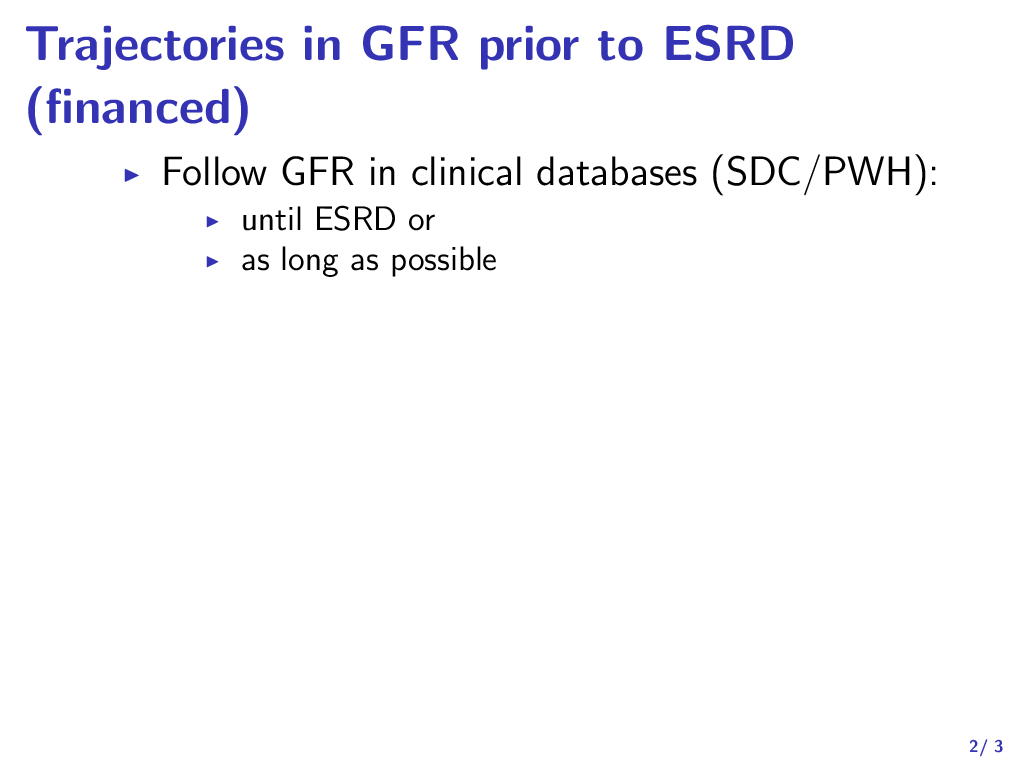 Trajectories in GFR prior to ESRD
(financed)
▶ Follow GFR in clinical databases (SDC/PWH):
▶ until ESRD or
▶ as long as possible
2/ 3